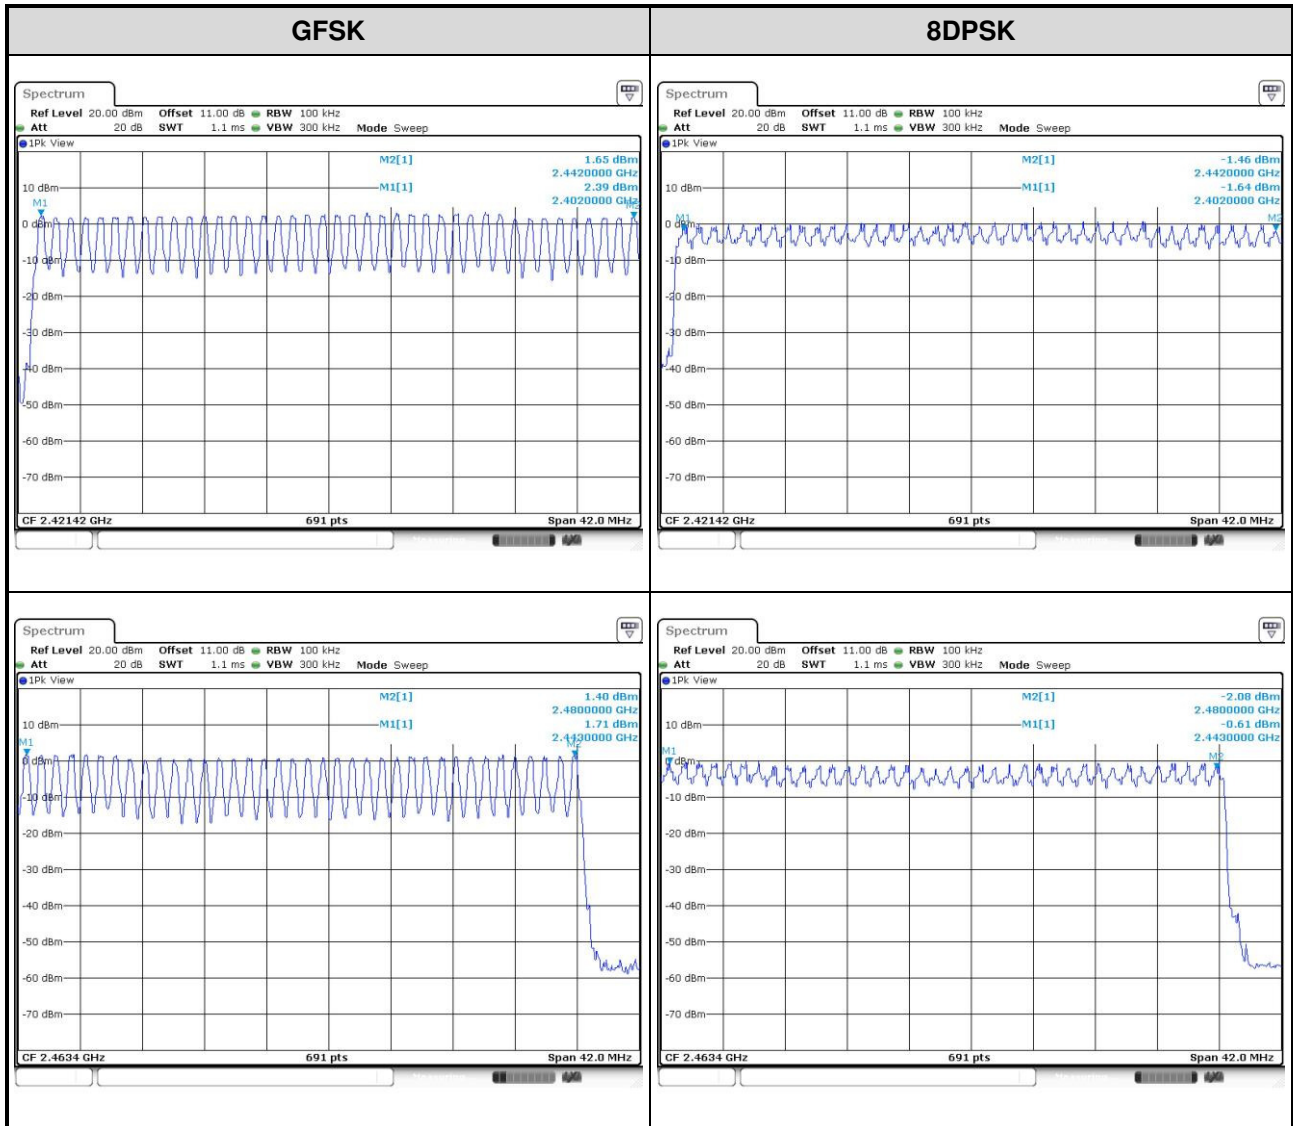 GFSK
8DPSK
Spectrum
Ref Level 20.00 dBm Offset 11.00 dB RBW 100 kHz
Att 20 dB SWT 1.1 ms VBW 300 kHz Mode Sweep
1Pk View
M2[1] 1.65 dBm
2.4420000 GHz
10 dBm M1[1] 2.39 dBm
M1 2.4020000 GHz
M2
0 dBm
-10 dBm
-20 dBm
-30 dBm
-40 dBm
-50 dBm
-60 dBm
-70 dBm
CF 2.42142 GHz 691 pts Span 42.0 MHz
Spectrum
Ref Level 20.00 dBm Offset 11.00 dB RBW 100 kHz
Att 20 dB SWT 1.1 ms VBW 300 kHz Mode Sweep
1Pk View
M2[1] -1.46 dBm
2.4420000 GHz
10 dBm M1[1] -1.64 dBm
2.4020000 GHz
M1 M2
0 dBm
-10 dBm
-20 dBm
-30 dBm
-40 dBm
-50 dBm
-60 dBm
-70 dBm
CF 2.42142 GHz 691 pts Span 42.0 MHz
Spectrum
Ref Level 20.00 dBm Offset 11.00 dB RBW 100 kHz
Att 20 dB SWT 1.1 ms VBW 300 kHz Mode Sweep
1Pk View
M2[1] 1.40 dBm
2.4800000 GHz
10 dBm M1[1] 1.71 dBm
2.4430000 GHz
M1 M2
0 dBm
-10 dBm
-20 dBm
-30 dBm
-40 dBm
-50 dBm
-60 dBm
-70 dBm
CF 2.4634 GHz 691 pts Span 42.0 MHz
Spectrum
Ref Level 20.00 dBm Offset 11.00 dB RBW 100 kHz
Att 20 dB SWT 1.1 ms VBW 300 kHz Mode Sweep
1Pk View
M2[1] -2.08 dBm
2.4800000 GHz
10 dBm M1[1] -0.61 dBm
2.4430000 GHz
M1 M2
dBm
-10 dBm
-20 dBm
-30 dBm
-40 dBm
-50 dBm
-60 dBm
-70 dBm
CF 2.4634 GHz 691 pts Span 42.0 MHz